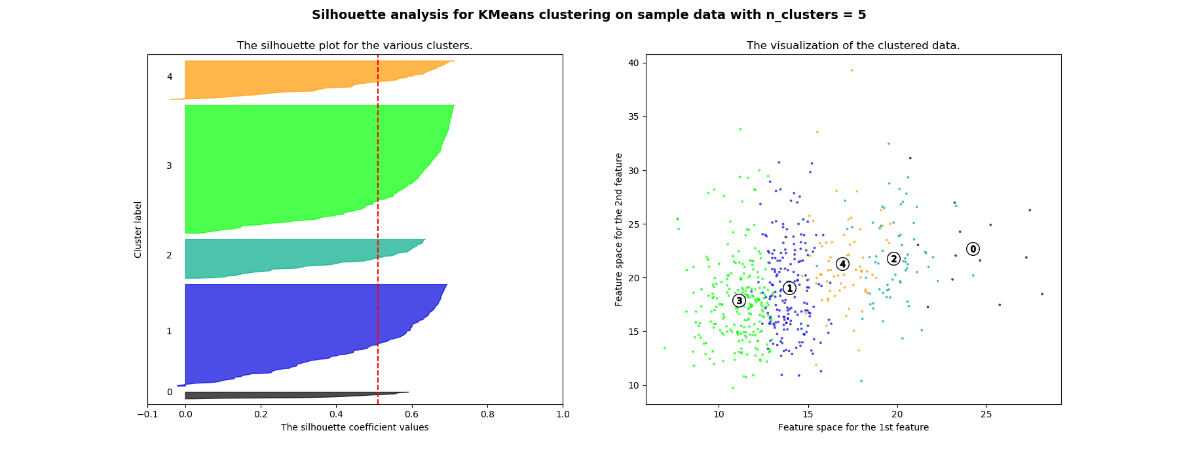 Silhouette analysis for KMeans clustering on sample data with n_clusters = 5
The silhouette plot for the various clusters.
4
3
2
1
0
Cluster label
−0.1 0.0 0.2 0.4 0.6 0.8 1.0
The silhouette coefficient values
The visualization of the clustered data.
40
35
30
25
20
15
10
Feature space for the 2nd feature
0
2
4
1
3
10 15 20 25
Feature space for the 1st feature